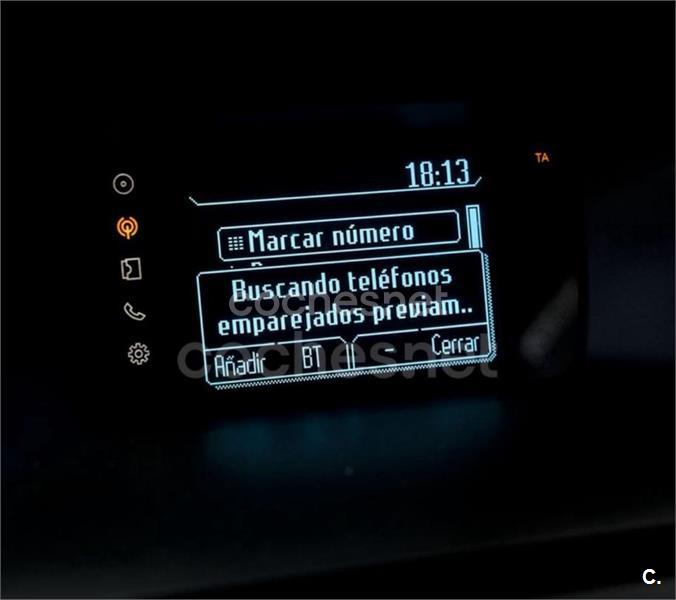 18:13
TA
Marcar número
Buscando teléfonos
emparejados previam..
Añadir BT - Cerrar
coches.net
coches.net
C.